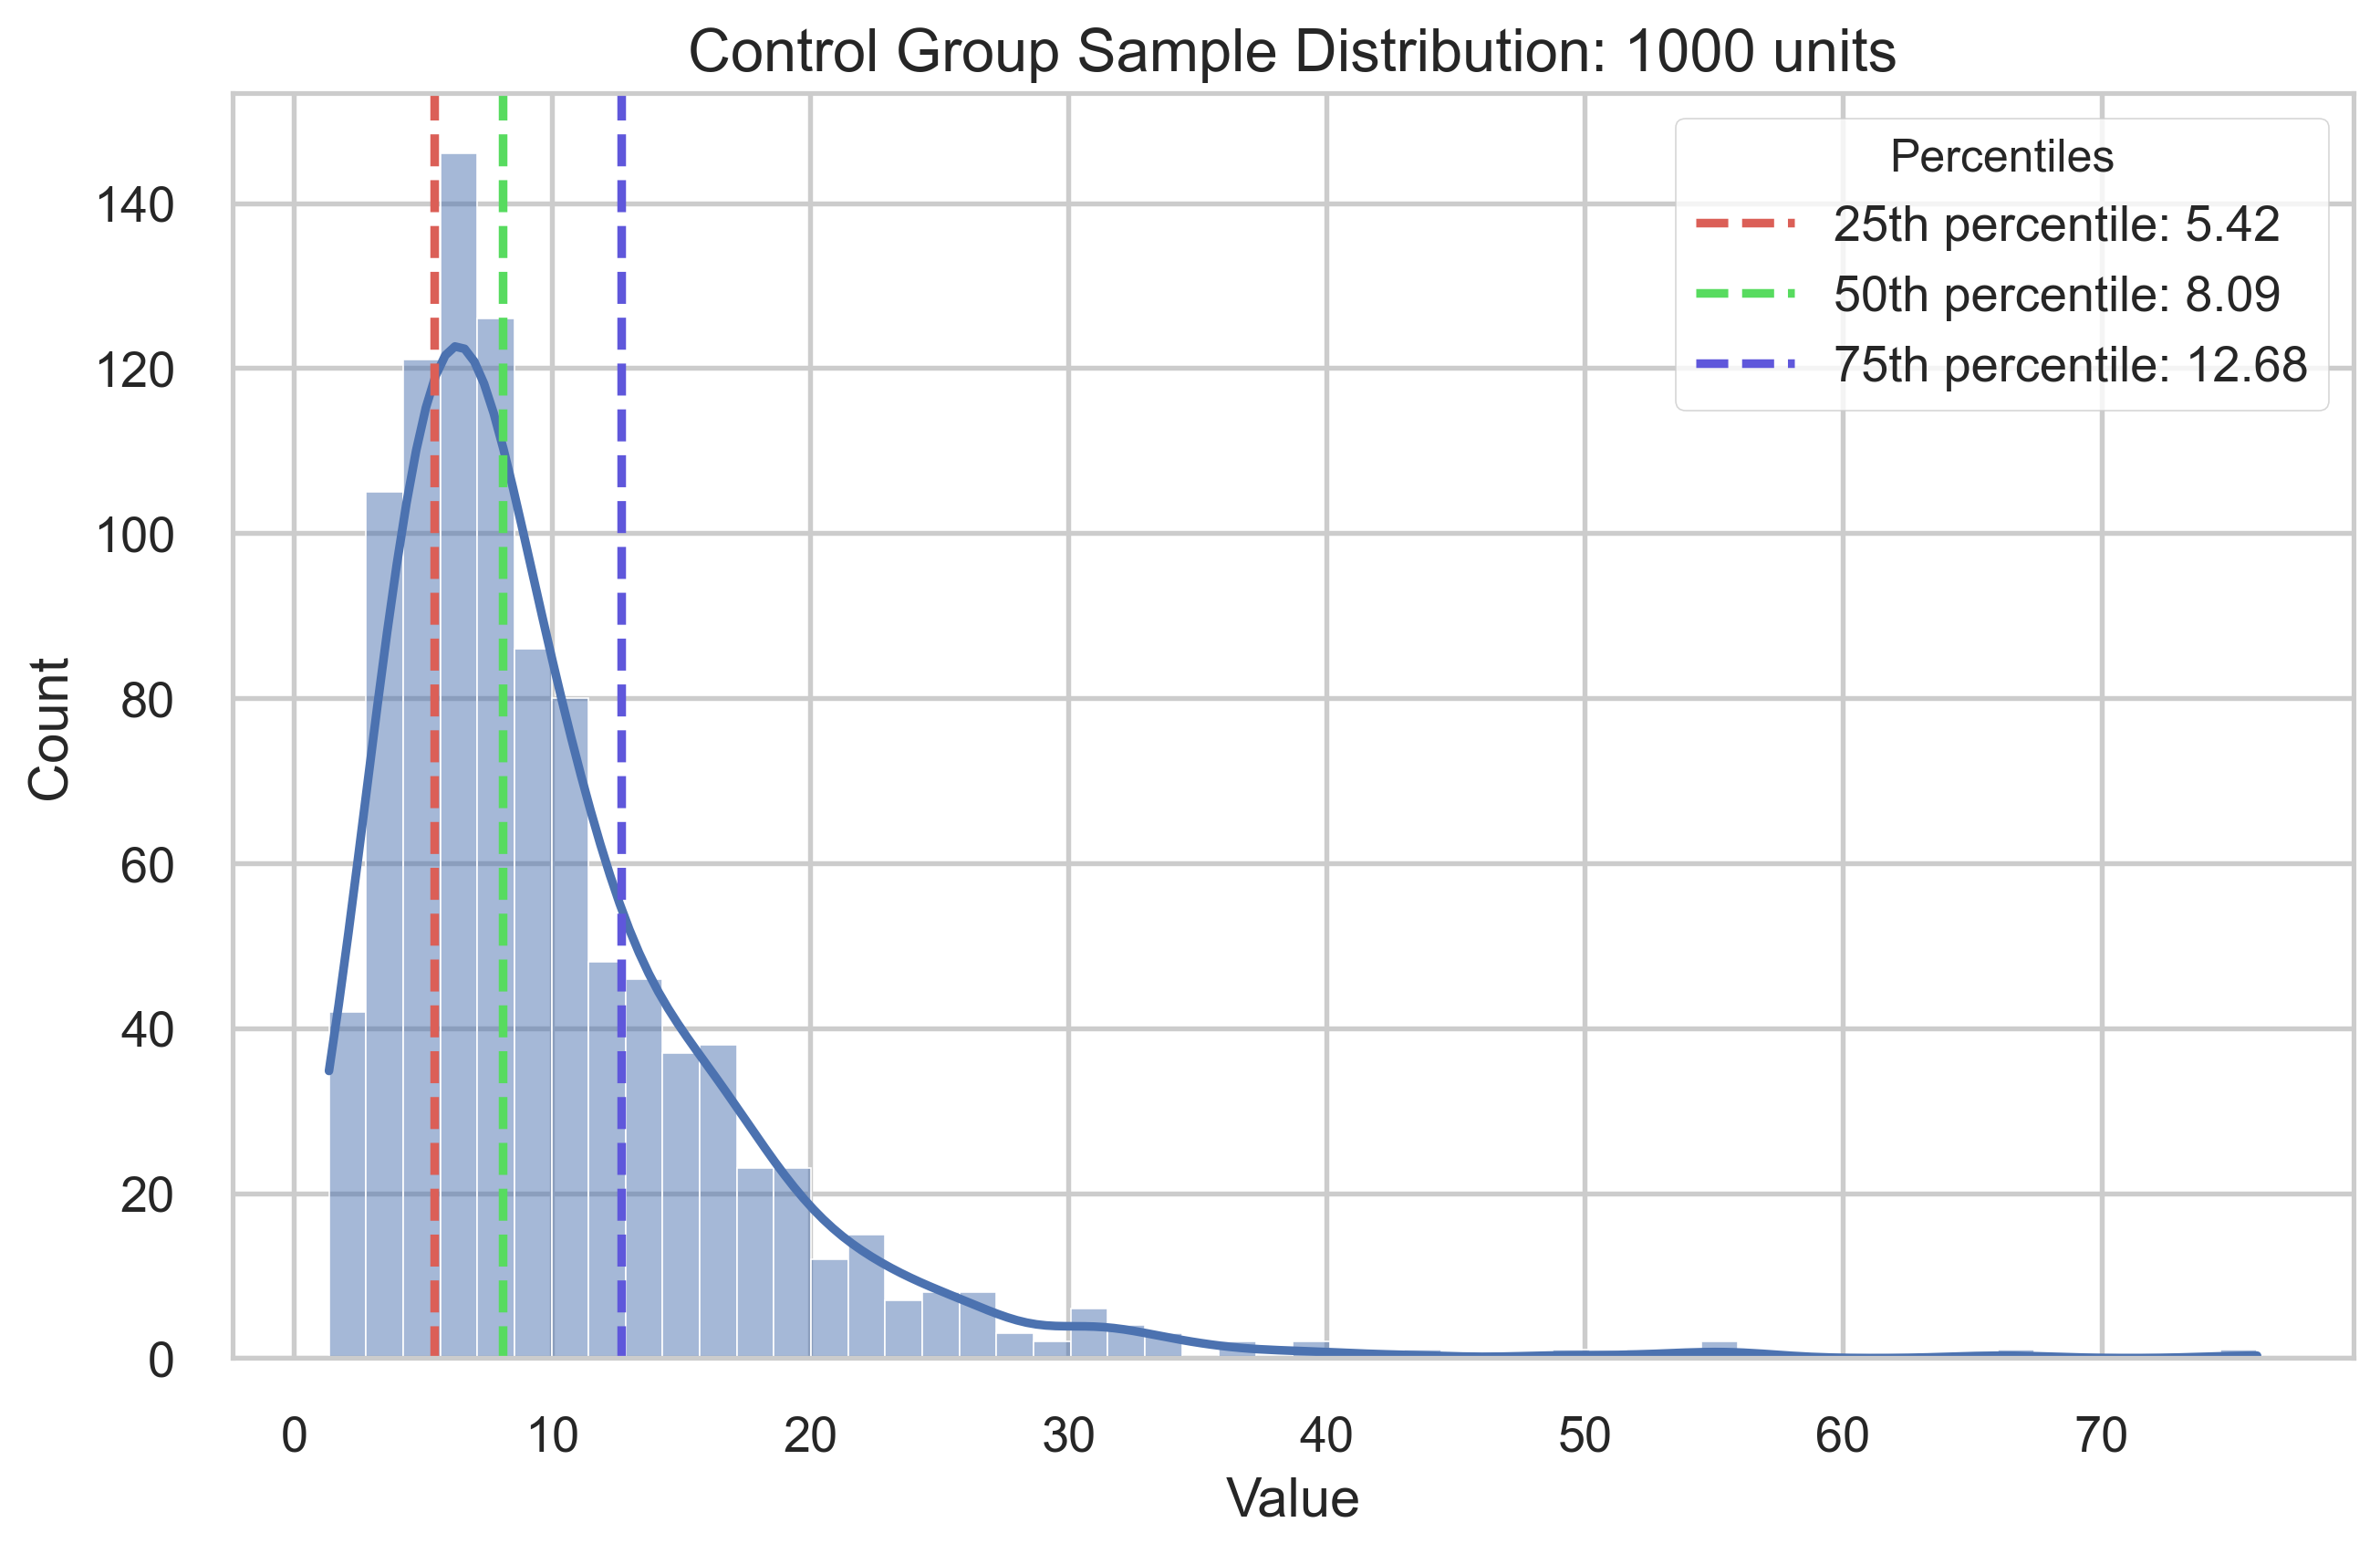 Control Group Sample Distribution: 1000 units
Percentiles
25th percentile: 5.42
50th percentile: 8.09
75th percentile: 12.68
Count
140
120
100
80
60
40
20
0
0 10 20 30 40 50 60 70
Value